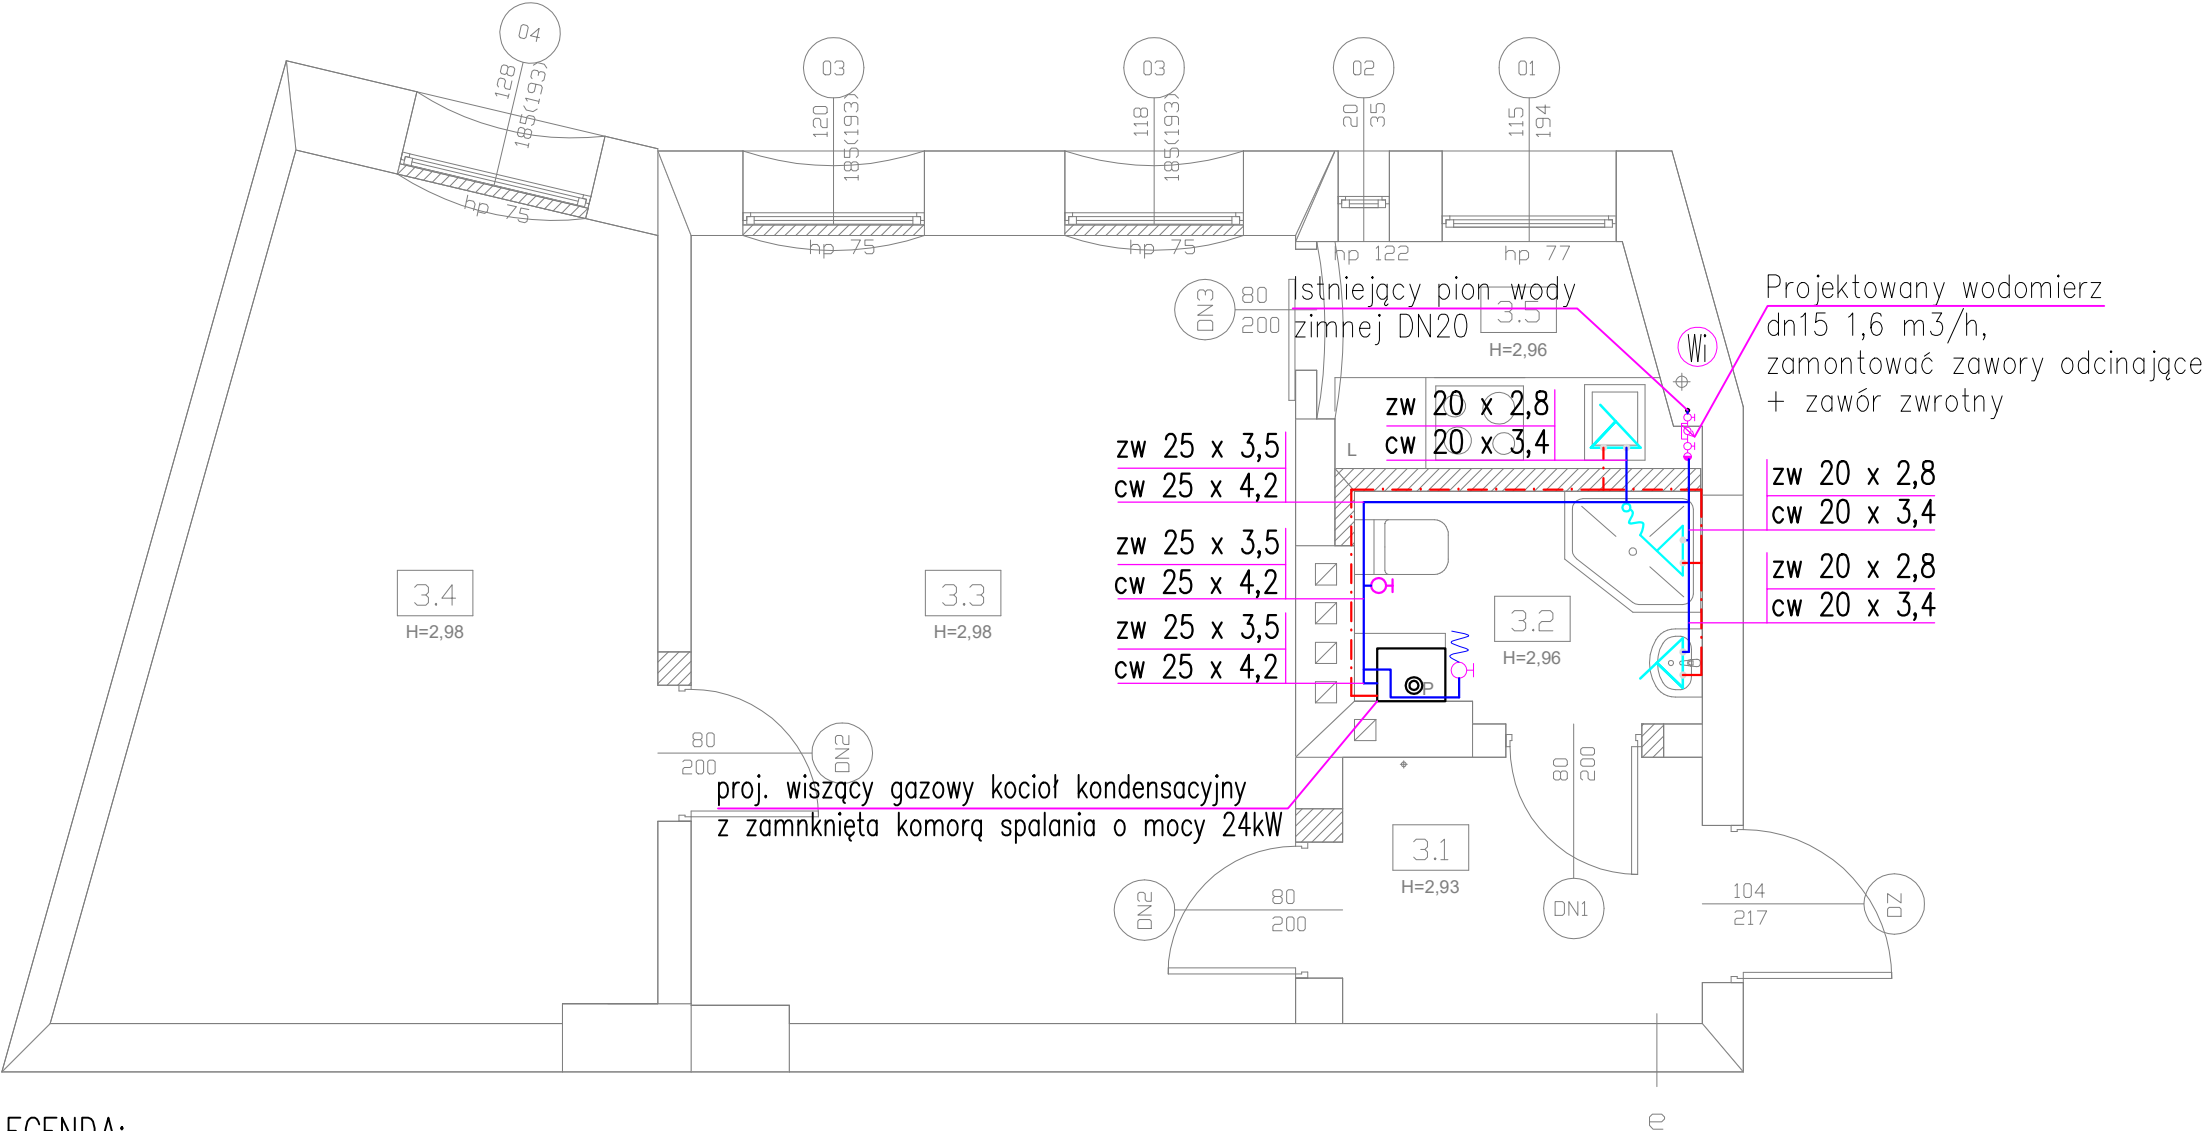 04
128
185(193)
hp 75
03
120
185(193)
hp 75
03
118
185(193)
hp 75
02
20
35
hp 122
01
115
194
hp 77
DN3
80
200
Istniejący pion wody
zimnej DN20
3.5
H=2,96
Wi
Projektowany wodomierz
dn15 1,6 m3/h,
zamontować zawory odcinające
+ zawór zwrotny
zw 20 x 2,8
cw 20 x 3,4
L
zw 25 x 3,5
cw 25 x 4,2
zw 25 x 3,5
cw 25 x 4,2
zw 25 x 3,5
cw 25 x 4,2
zw 20 x 2,8
cw 20 x 3,4
zw 20 x 2,8
cw 20 x 3,4
3.4
H=2,98
3.3
H=2,98
3.2
H=2,96
P
80
200
DN2
proj. wiszący gazowy kocioł kondensacyjny
z zamnknięta komorą spalania o mocy 24kW
80
200
DN1
3.1
H=2,93
DN2
80
200
104
217
DZ
EGENDA: